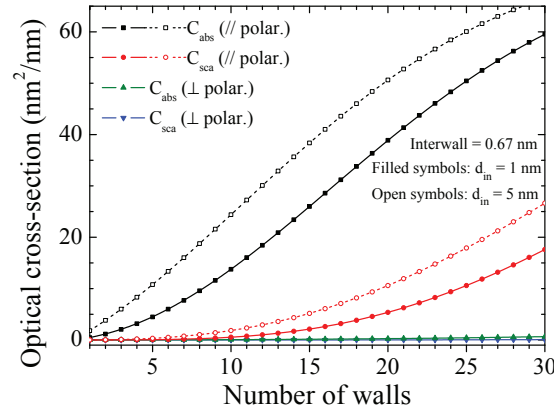 60
40
20
0
5
10
15
20
25
30
Optical cross-section (nm²/nm)
Number of walls
C_abs (// polar.)
C_sca (// polar.)
C_abs (⊥ polar.)
C_sca (⊥ polar.)
Interwall = 0.67 nm
Filled symbols: d_in = 1 nm
Open symbols: d_in = 5 nm